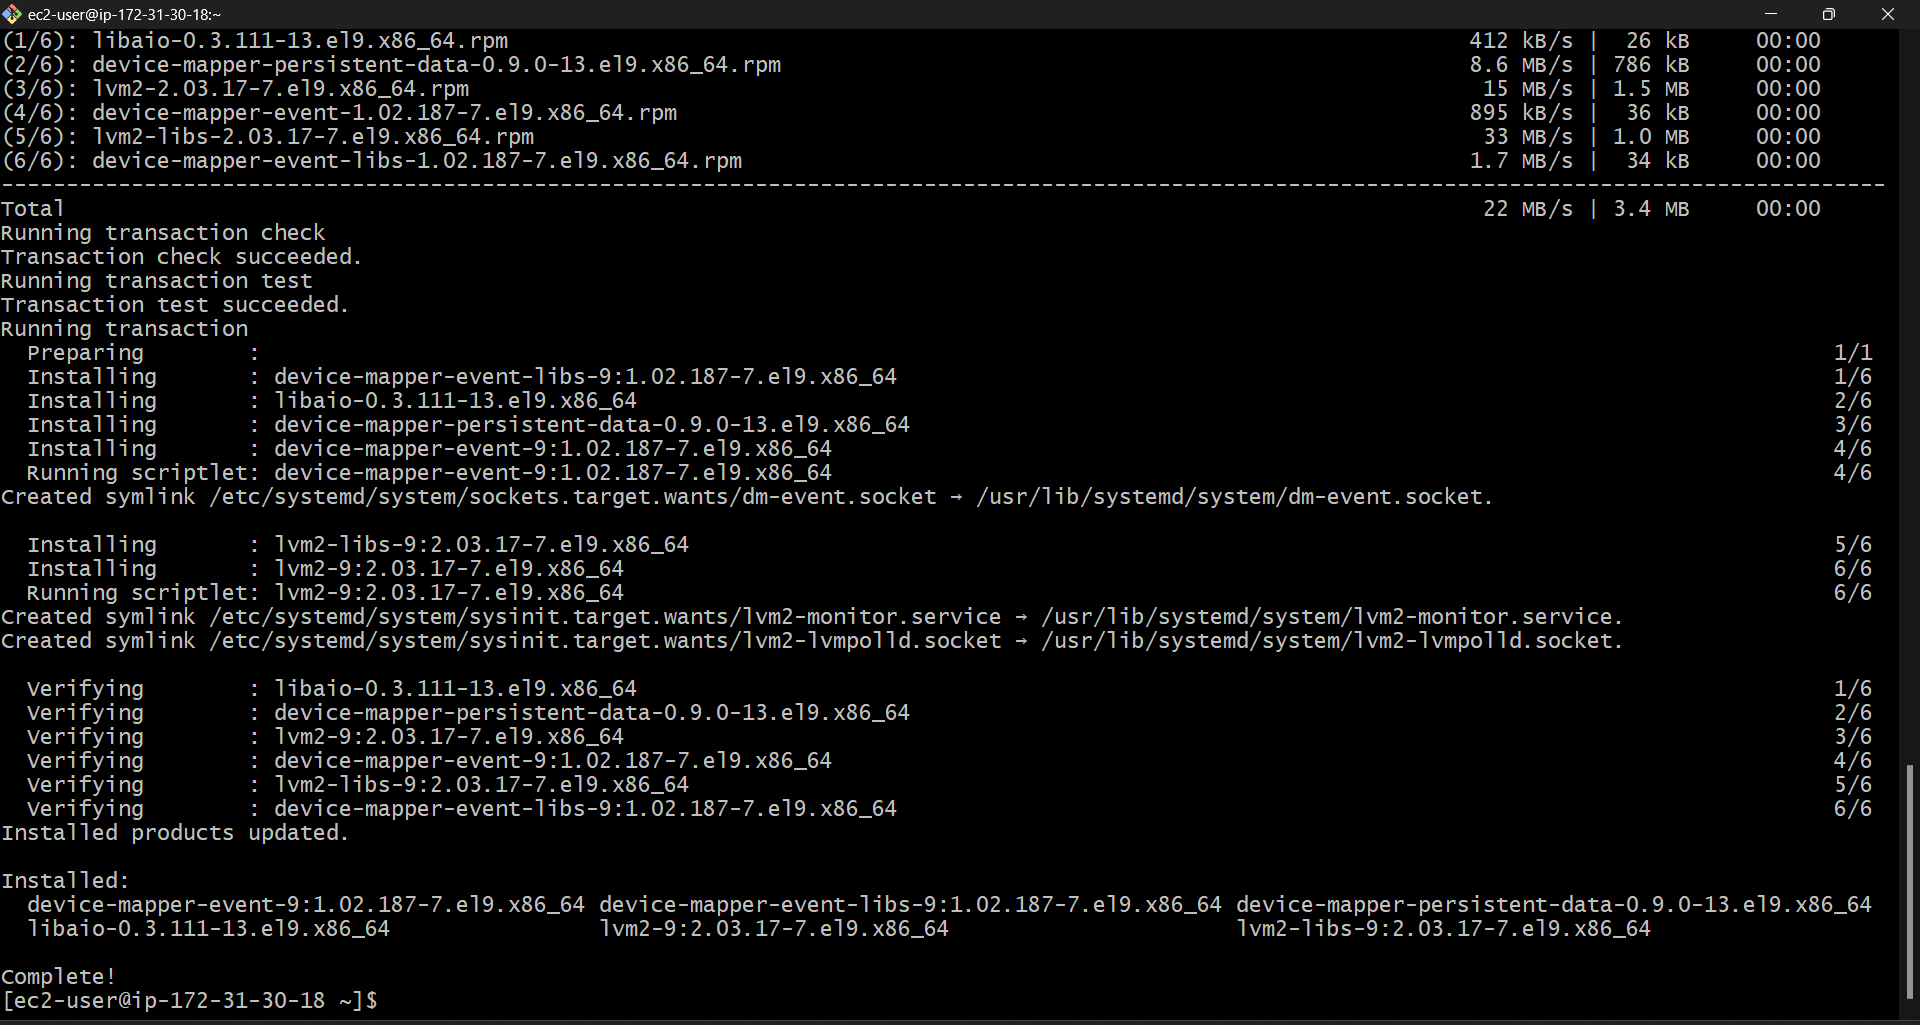 ec2-user@ip-172-31-30-18:~
(1/6): libaio-0.3.111-13.el9.x86_64.rpm 412 kB/s | 26 kB 00:00
(2/6): device-mapper-persistent-data-0.9.0-13.el9.x86_64.rpm 8.6 MB/s | 786 kB 00:00
(3/6): lvm2-2.03.17-7.el9.x86_64.rpm 15 MB/s | 1.5 MB 00:00
(4/6): device-mapper-event-1.02.187-7.el9.x86_64.rpm 895 kB/s | 36 kB 00:00
(5/6): lvm2-libs-2.03.17-7.el9.x86_64.rpm 33 MB/s | 1.0 MB 00:00
(6/6): device-mapper-event-libs-1.02.187-7.el9.x86_64.rpm 1.7 MB/s | 34 kB 00:00
-------------------------------------------------------------------------------------------------------------------------------------------------
Total 22 MB/s | 3.4 MB 00:00
Running transaction check
Transaction check succeeded.
Running transaction test
Transaction test succeeded.
Running transaction
  Preparing        : 1/1
  Installing       : device-mapper-event-libs-9:1.02.187-7.el9.x86_64 1/6
  Installing       : libaio-0.3.111-13.el9.x86_64 2/6
  Installing       : device-mapper-persistent-data-0.9.0-13.el9.x86_64 3/6
  Installing       : device-mapper-event-9:1.02.187-7.el9.x86_64 4/6
  Running scriptlet: device-mapper-event-9:1.02.187-7.el9.x86_64 4/6
Created symlink /etc/systemd/system/sockets.target.wants/dm-event.socket → /usr/lib/systemd/system/dm-event.socket.
  Installing       : lvm2-libs-9:2.03.17-7.el9.x86_64 5/6
  Installing       : lvm2-9:2.03.17-7.el9.x86_64 6/6
  Running scriptlet: lvm2-9:2.03.17-7.el9.x86_64 6/6
Created symlink /etc/systemd/system/sysinit.target.wants/lvm2-monitor.service → /usr/lib/systemd/system/lvm2-monitor.service.
Created symlink /etc/systemd/system/sysinit.target.wants/lvm2-lvmpolld.socket → /usr/lib/systemd/system/lvm2-lvmpolld.socket.
  Verifying        : libaio-0.3.111-13.el9.x86_64 1/6
  Verifying        : device-mapper-persistent-data-0.9.0-13.el9.x86_64 2/6
  Verifying        : lvm2-9:2.03.17-7.el9.x86_64 3/6
  Verifying        : device-mapper-event-9:1.02.187-7.el9.x86_64 4/6
  Verifying        : lvm2-libs-9:2.03.17-7.el9.x86_64 5/6
  Verifying        : device-mapper-event-libs-9:1.02.187-7.el9.x86_64 6/6
Installed products updated.
Installed:
  device-mapper-event-9:1.02.187-7.el9.x86_64 device-mapper-event-libs-9:1.02.187-7.el9.x86_64 device-mapper-persistent-data-0.9.0-13.el9.x86_64
  libaio-0.3.111-13.el9.x86_64 lvm2-9:2.03.17-7.el9.x86_64 lvm2-libs-9:2.03.17-7.el9.x86_64
Complete!
[ec2-user@ip-172-31-30-18 ~]$